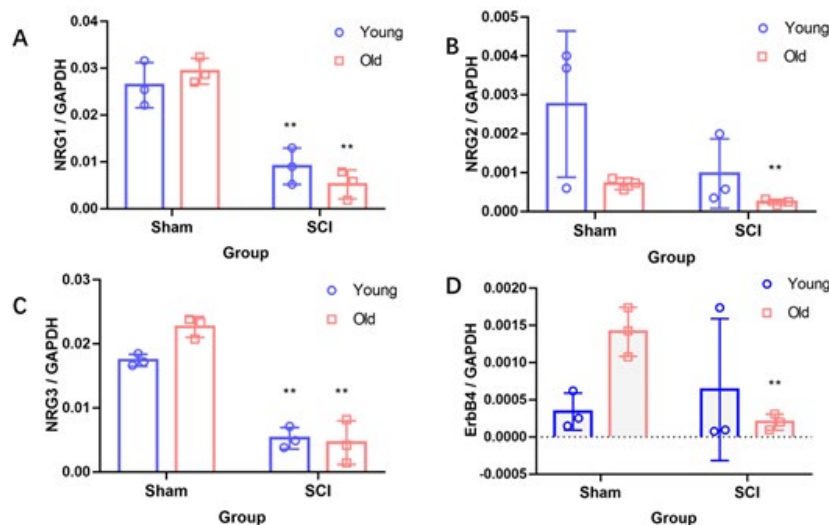 A
NRG1 / GAPDH
0.04
0.03
0.02
0.01
0.00
Young
Old
**
**
Sham
SCI
Group
B
NRG2 / GAPDH
0.005
0.004
0.003
0.002
0.001
0.000
Young
Old
**
Sham
SCI
Group
C
NRG3 / GAPDH
0.03
0.02
0.01
0.00
Young
Old
**
**
Sham
SCI
Group
D
ErbB4 / GAPDH
0.0020
0.0015
0.0010
0.0005
0.0000
-0.0005
Young
Old
**
Sham
SCI
Group